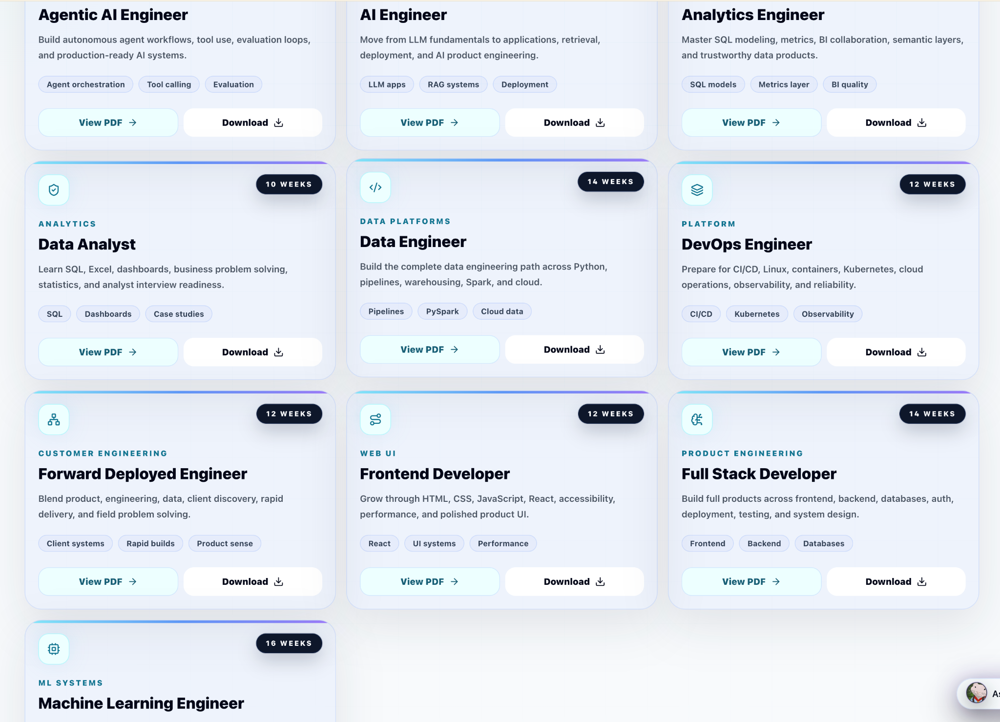 Agentic AI Engineer
Build autonomous agent workflows, tool use, evaluation loops,
and production-ready AI systems.
Agent orchestration
Tool calling
Evaluation
View PDF
Download
AI Engineer
Move from LLM fundamentals to applications, retrieval,
deployment, and AI product engineering.
LLM apps
RAG systems
Deployment
View PDF
Download
Analytics Engineer
Master SQL modeling, metrics, BI collaboration, semantic layers,
and trustworthy data products.
SQL models
Metrics layer
BI quality
View PDF
Download
10 WEEKS
ANALYTICS
Data Analyst
Learn SQL, Excel, dashboards, business problem solving,
statistics, and analyst interview readiness.
SQL
Dashboards
Case studies
View PDF
Download
14 WEEKS
DATA PLATFORMS
Data Engineer
Build the complete data engineering path across Python,
pipelines, warehousing, Spark, and cloud.
Pipelines
PySpark
Cloud data
View PDF
Download
12 WEEKS
PLATFORM
DevOps Engineer
Prepare for CI/CD, Linux, containers, Kubernetes, cloud
operations, observability, and reliability.
CI/CD
Kubernetes
Observability
View PDF
Download
12 WEEKS
CUSTOMER ENGINEERING
Forward Deployed Engineer
Blend product, engineering, data, client discovery, rapid
delivery, and field problem solving.
Client systems
Rapid builds
Product sense
View PDF
Download
12 WEEKS
WEB UI
Frontend Developer
Grow through HTML, CSS, JavaScript, React, accessibility,
performance, and polished product UI.
React
UI systems
Performance
View PDF
Download
14 WEEKS
PRODUCT ENGINEERING
Full Stack Developer
Build full products across frontend, backend, databases, auth,
deployment, testing, and system design.
Frontend
Backend
Databases
View PDF
Download
16 WEEKS
ML SYSTEMS
Machine Learning Engineer